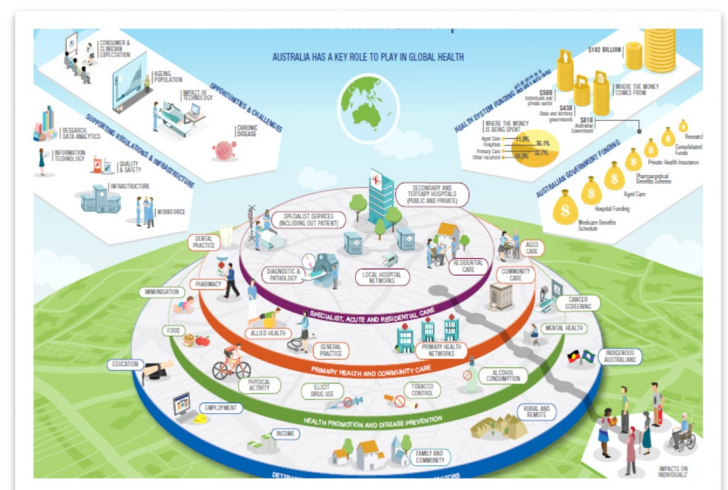 AUSTRALIA HAS A KEY ROLE TO PLAY IN GLOBAL HEALTH
CONSUMER &
CLINICIAN
EXPECTATION
AGEING
POPULATION
IMPACT OF
TECHNOLOGY
CHRONIC
DISEASE
OPPORTUNITIES & CHALLENGES
RESEARCH,
DATA ANALYTICS
INFORMATION
TECHNOLOGY
QUALITY
& SAFETY
INFRASTRUCTURE
WORKFORCE
SUPPORTING REGULATIONS & INFRASTRUCTURE
HEALTH SYSTEM FUNDING
$182 BILLION
WHERE THE MONEY
COMES FROM
Individuals and
private sector
$43B
State and territory
governments
$81B
Australian
Government
WHERE THE MONEY
IS BEING SPENT
Aged Care
Hospitals
Primary Care
Other recurrent
AUSTRALIAN GOVERNMENT FUNDING
Research
Consolidated
Funds
Private Health Insurance
Pharmaceutical
Benefits Scheme
Aged Care
Hospital Funding
Medicare Benefits
Schedule
SECONDARY AND
TERTIARY HOSPITALS
(PUBLIC AND PRIVATE)
SPECIALIST SERVICES
(INCLUDING OUT PATIENT)
DIAGNOSTIC &
PATHOLOGY
LOCAL HOSPITAL
NETWORKS
RESIDENTIAL
CARE
SPECIALIST, ACUTE AND RESIDENTIAL CARE
DENTAL
PRACTICE
PHARMACY
AGED
CARE
COMMUNITY
CARE
ALLIED HEALTH
GENERAL
PRACTICE
PRIMARY HEALTH
NETWORKS
PRIMARY HEALTH AND COMMUNITY CARE
IMMUNISATION
FOOD
CANCER
SCREENING
MENTAL HEALTH
PHYSICAL
ACTIVITY
ILLICIT
DRUG USE
TOBACCO
CONTROL
ALCOHOL
CONSUMPTION
HEALTH PROMOTION AND DISEASE PREVENTION
EDUCATION
INDIGENOUS
AUSTRALIANS
EMPLOYMENT
INCOME
FAMILY AND
COMMUNITY
RURAL AND
REMOTE
IMPACTS ON
INDIVIDUALS'